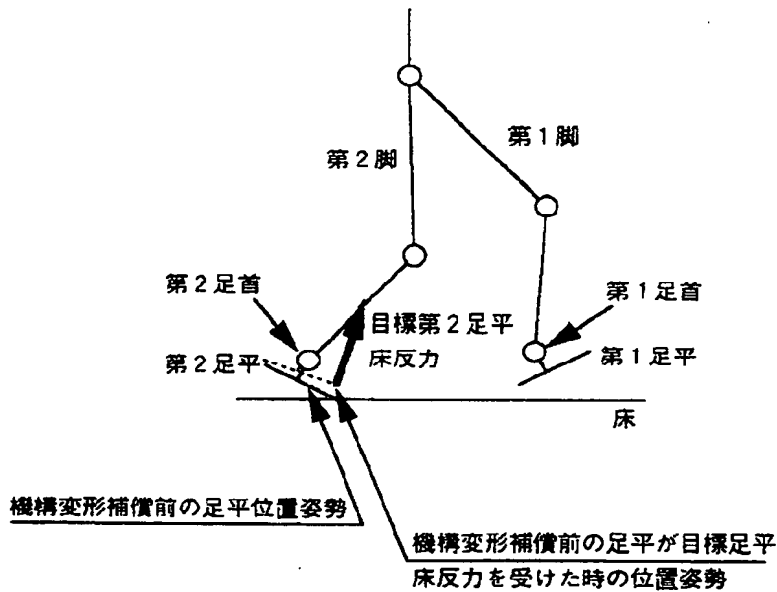 第1脚
第2脚
第2足首
第1足首
目標第2足平
床反力
第2足平
第1足平
床
機構変形補償前の足平位置姿勢
機構変形補償前の足平が目標足平
床反力を受けた時の位置姿勢